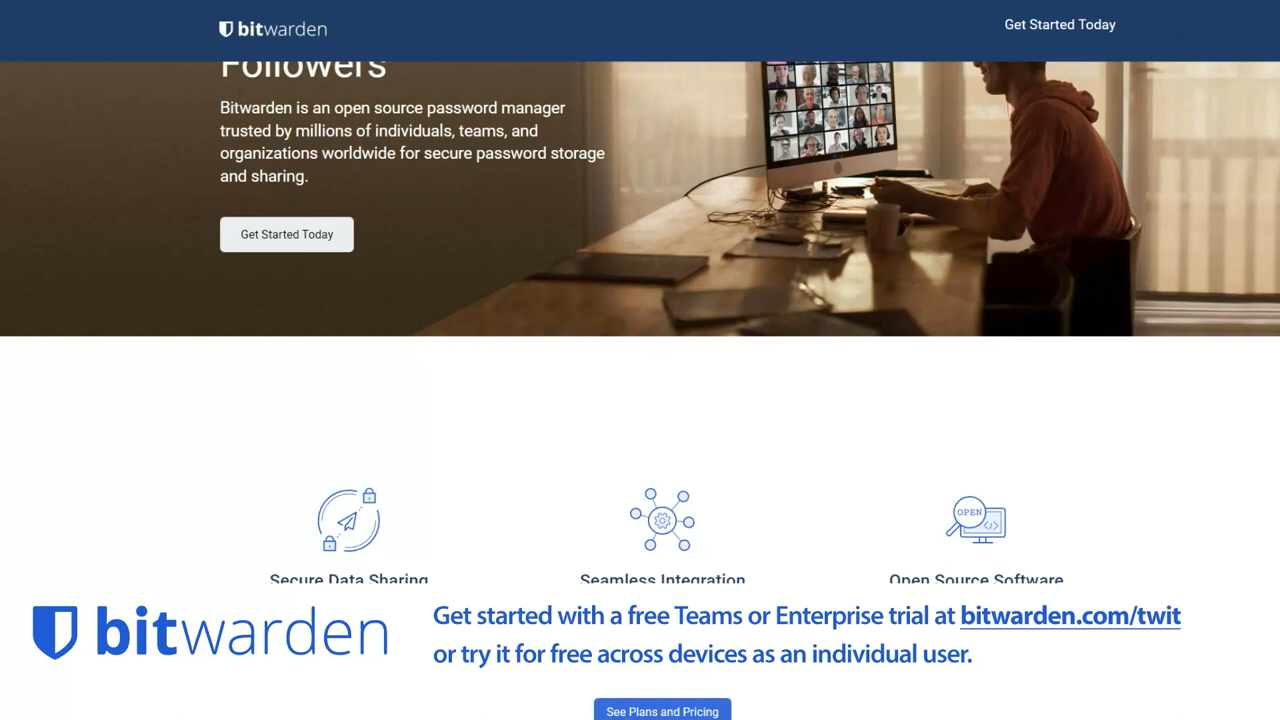 bitwarden
Get Started Today
Followers
Bitwarden is an open source password manager
trusted by millions of individuals, teams, and
organizations worldwide for secure password storage
and sharing.
Get Started Today
OPEN
</>
Secure Data Sharing
Seamless Integration
Open Source Software
bitwarden
Get started with a free Teams or Enterprise trial at bitwarden.com/twit
or try it for free across devices as an individual user.
See Plans and Pricing